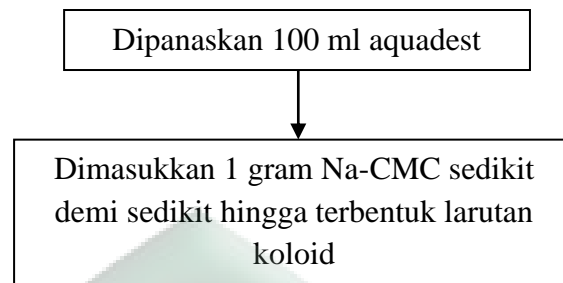 Dipanaskan 100 ml aquadest
Dimasukkan 1 gram Na-CMC sedikit
demi sedikit hingga terbentuk larutan
koloid